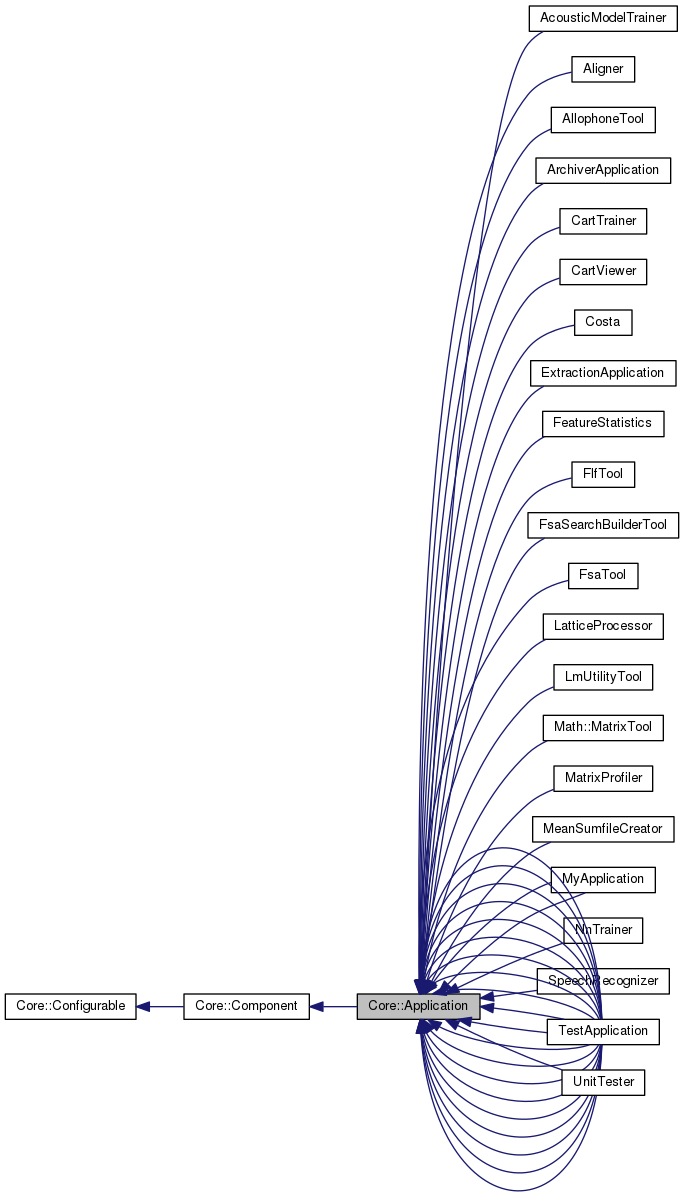 AcousticModelTrainer
Aligner
AllophoneTool
ArchiverApplication
CartTrainer
CartViewer
Costa
ExtractionApplication
FeatureStatistics
FlfTool
FsaSearchBuilderTool
FsaTool
LatticeProcessor
LmUtilityTool
Math::MatrixTool
MatrixProfiler
MeanSumfileCreator
MyApplication
NnTrainer
SpeechRecognizer
Core::Configurable
Core::Component
Core::Application
TestApplication
UnitTester